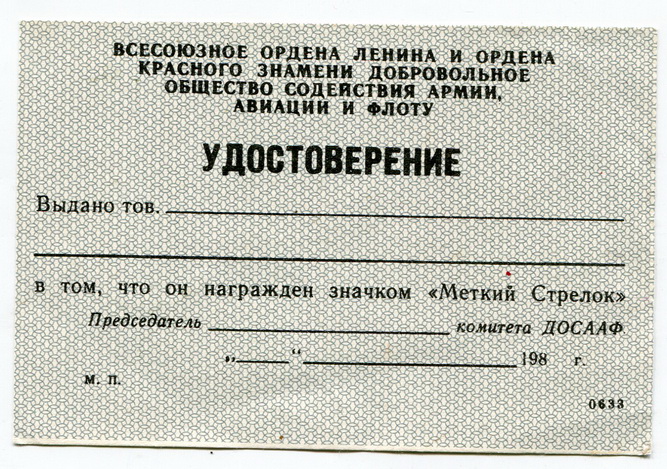 ВСЕСОЮЗНОЕ ОРДЕНА ЛЕНИНА И ОРДЕНА
КРАСНОГО ЗНАМЕНИ ДОБРОВОЛЬНОЕ
ОБЩЕСТВО СОДЕЙСТВИЯ АРМИИ,
АВИАЦИИ И ФЛОТУ
УДОСТОВЕРЕНИЕ
Выдано тов.
в том, что он награжден значком «Меткий Стрелок»
Председатель комитета ДОСААФ
„ “ 198 г.
м. п.
0633